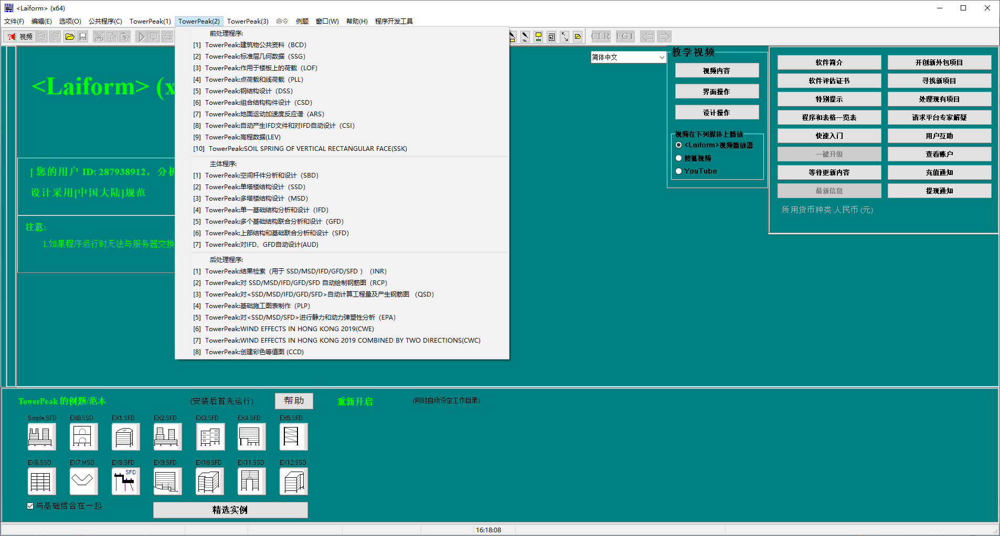 <Laiform> (x64)
文件(F) 编辑(E) 选项(O) 公共程序(C) TowerPeak(1) TowerPeak(2) TowerPeak(3) 命令 例题 窗口(W) 帮助(H) 程序开发工具
视频 CLR FGT
前处理程序:
[1] TowerPeak:建筑物公共资料（BCD）
[2] TowerPeak:标准层几何数据（SSG）
[3] TowerPeak:作用于楼板上的荷载（LOF）
[4] TowerPeak:点荷载和线荷载（PLL）
[5] TowerPeak:钢结构设计（DSS）
[6] TowerPeak:组合结构构件设计（CSD）
[7] TowerPeak:地面运动加速度反应谱（ARS）
[8] TowerPeak:自动产生IFD文件和对IFD自动设计（CSI）
[9] TowerPeak:高程数据(LEV)
[10] TowerPeak:SOIL SPRING OF VERTICAL RECTANGULAR FACE(SSK)
主体程序:
[1] TowerPeak:空间杆件分析和设计（SBD）
[2] TowerPeak:单塔楼结构设计（SSD）
[3] TowerPeak:多塔楼结构设计（MSD）
[4] TowerPeak:单一基础结构分析和设计（IFD）
[5] TowerPeak:多个基础结构联合分析和设计（GFD）
[6] TowerPeak:上部结构和基础联合分析和设计（SFD）
[7] TowerPeak:对IFD、GFD自动设计(AUD)
后处理程序:
[1] TowerPeak:结果检索（用于 SSD/MSD/IFD/GFD/SFD ）（INR）
[2] TowerPeak:对 SSD/MSD/IFD/GFD/SFD 自动绘制钢筋图（RCP）
[3] TowerPeak:对<SSD/MSD/IFD/GFD/SFD>自动计算工程量及产生钢筋图 （QSD）
[4] TowerPeak:基础施工图表制作（PLP）
[5] TowerPeak:对<SSD/MSD/SFD>进行静力和动力弹塑性分析（EPA）
[6] TowerPeak:WIND EFFECTS IN HONG KONG 2019(CWE)
[7] TowerPeak:WIND EFFECTS IN HONG KONG 2019 COMBINED BY TWO DIRECTIONS(CWC)
[8] TowerPeak:创建彩色等值图 (CCD)
<Laiform> (x
[ 您的用户 ID: 287938912，分析
设计采用[中国大陆]规范
注意:
1.如果程序运行时无法与服务器交换
简体中文
教学视频
视频内容
界面操作
设计操作
视频在下列媒体上播放
<Laiform>视频播放器
搜狐视频
YouTube
软件简介 开创新外包项目
软件评估证书 寻找新项目
特别提示 处理现有项目
程序和表格一览表 请求平台专家解疑
快速入门 用户互助
一键升级 查看账户
等待更新内容 充值通知
最新信息 提现通知
所用货币种类:人民币 (元)
TowerPeak 的例题/范本 (安装后首先运行) 帮助 重新开启 (同时自动设定工作目录)
Simple.SFD EX0.SSD EX1.SFD EX2.SFD EX3.SFD EX4.SFD EX5.SFD
EX6.SSD EX7.MSD EX8.SFD EX9.SFD EX10.SFD EX11.SSD EX12.SSD
SFD
与基础结合在一起
精选实例
16:18:08